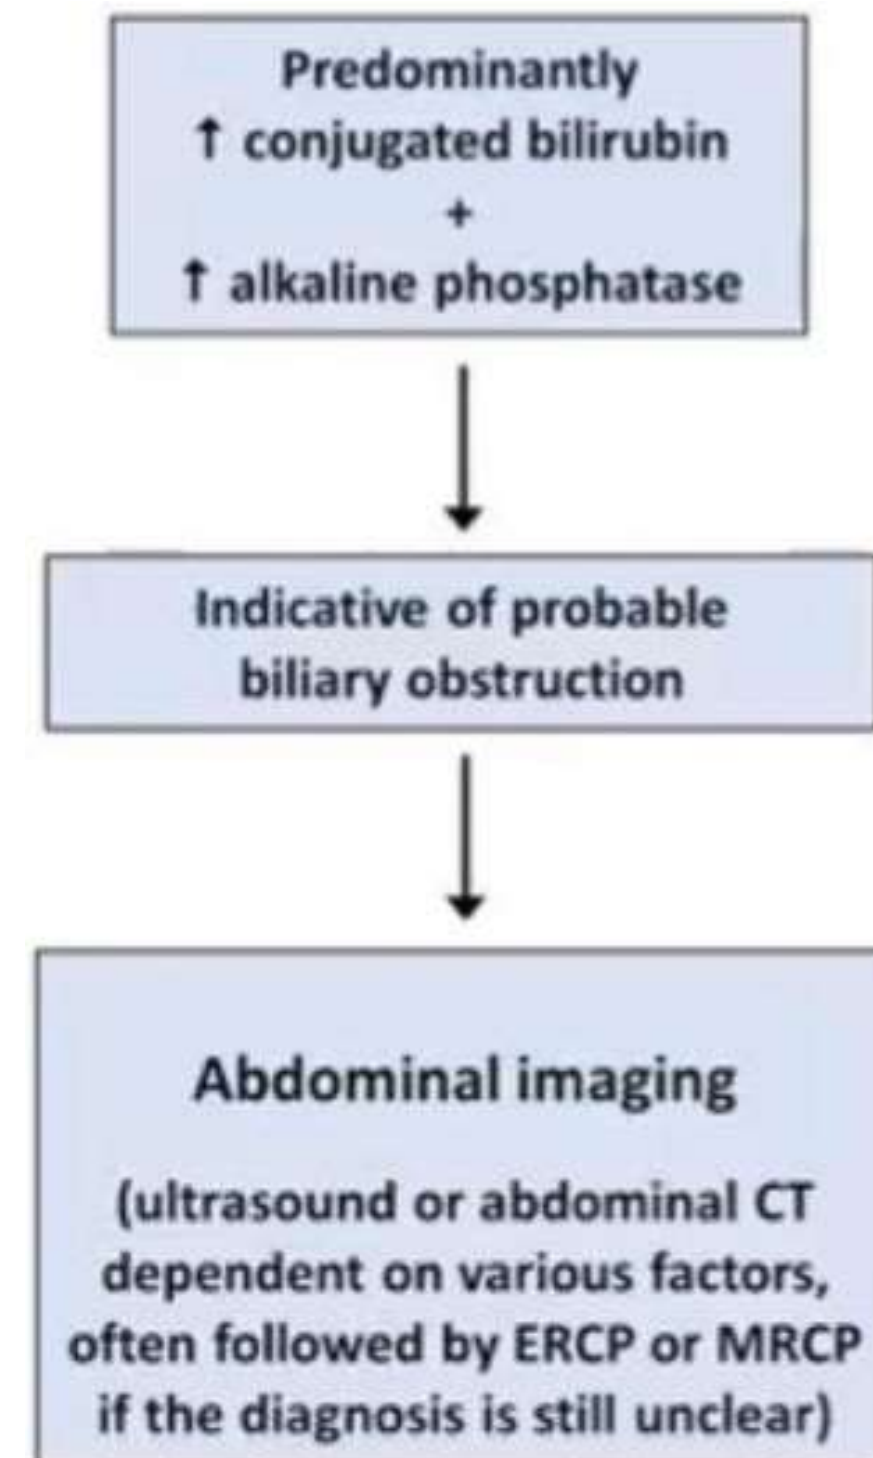 Predominantly
↑ conjugated bilirubin
+
↑ alkaline phosphatase
Indicative of probable
biliary obstruction
Abdominal imaging
(ultrasound or abdominal CT
dependent on various factors,
often followed by ERCP or MRCP
if the diagnosis is still unclear)